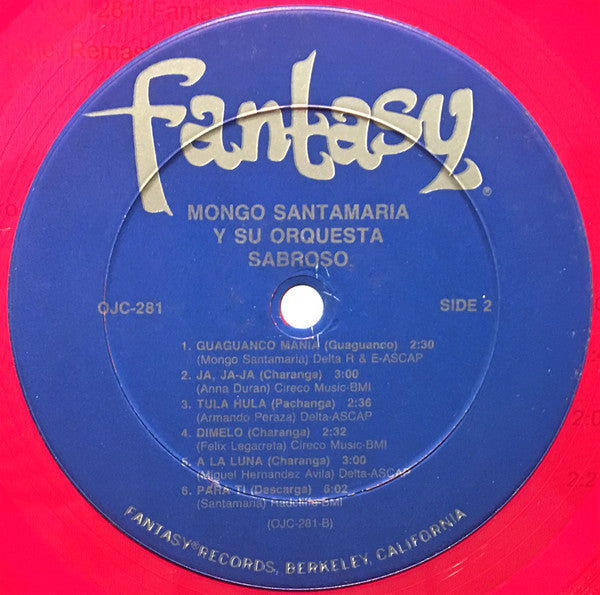 Fantasy®
MONGO SANTAMARIA
Y SU ORQUESTA
SABROSO
OJC-281
SIDE 2
1. GUAGUANCO MANIA (Guaguanco) 2:30
(Mongo Santamaria) Delta R & E-ASCAP
2. JA, JA-JA (Charanga) 3:00
(Anna Duran) Cireco Music-BMI
3. TULA HULA (Pachanga) 2:36
(Armando Peraza) Delta-ASCAP
4. DIMELO (Charanga) 2:32
(Felix Legarreta) Cireco Music-BMI
5. A LA LUNA (Charanga) 3:00
(Miguel Hernandez Avila) Delta-ASCAP
6. PARA TI (Descarga) 6:02
(Santamaria) -BMI
(OJC-281-B)
FANTASY® RECORDS, BERKELEY, CALIFORNIA
281, Fantasy
Remas